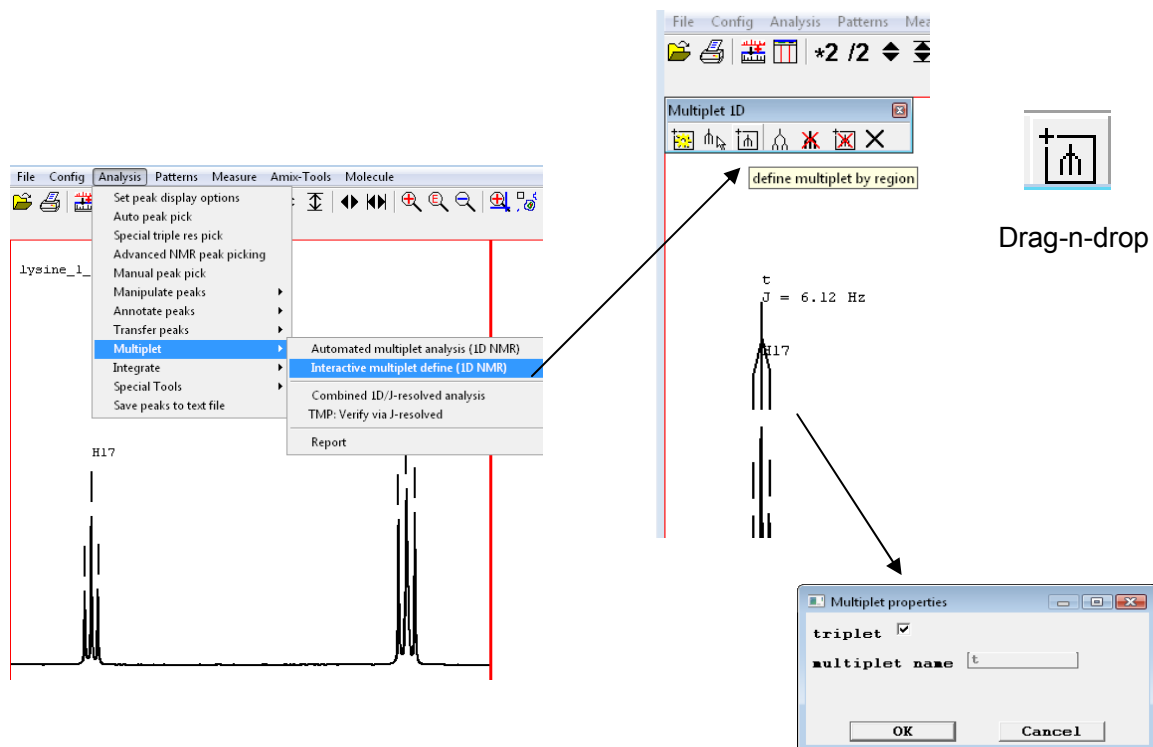 File Config Analysis Patterns Measure Amix-Tools Molecule
Set peak display options
Auto peak pick
Special triple res pick
Advanced NMR peak picking
Manual peak pick
Manipulate peaks
Annotate peaks
Transfer peaks
Multiplet
Integrate
Special Tools
Save peaks to text file
Automated multiplet analysis (1D NMR)
Interactive multiplet define (1D NMR)
Combined 1D/J-resolved analysis
TMP: Verify via J-resolved
Report
lysine_1_
H17
File Config Analysis Patterns Mea
*2 /2
Multiplet 1D
define multiplet by region
t
J = 6.12 Hz
H17
Drag-n-drop
Multiplet properties
triplet
multiplet name t
OK Cancel